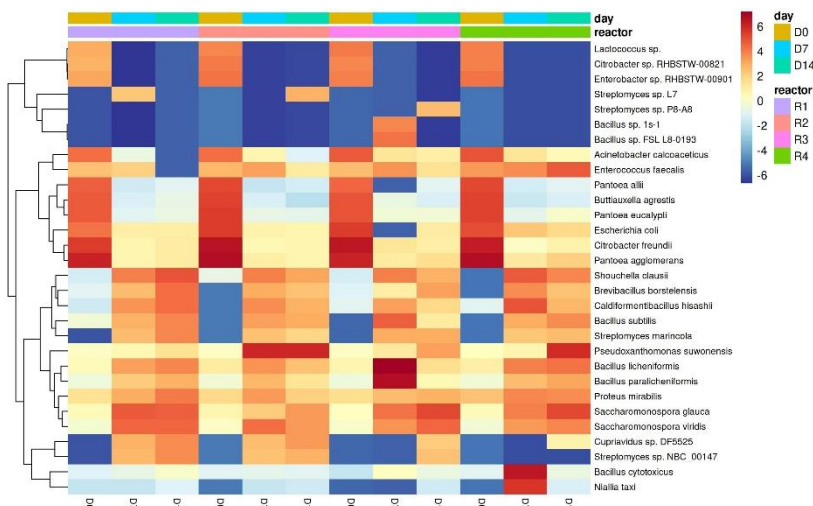 day
reactor
6
4
2
0
-2
-4
-6
day
D0
D7
D14
reactor
R1
R2
R3
R4
Lactococcus sp.
Citrobacter sp. RHBSTW-00821
Enterobacter sp. RHBSTW-00901
Streptomyces sp. L7
Streptomyces sp. P8-A8
Bacillus sp. 1s-1
Bacillus sp. FSL L8-0193
Acinetobacter calcoaceticus
Enterococcus faecalis
Pantoea allii
Buttiauxella agrestis
Pantoea eucalypti
Escherichia coli
Citrobacter freundii
Pantoea agglomerans
Shouchella clausii
Brevibacillus borstelensis
Caldifermentibacillus hisashii
Bacillus subtilis
Streptomyces marincola
Pseudoxanthomonas suwonensis
Bacillus licheniformis
Bacillus paralicheniformis
Proteus mirabilis
Saccharomonospora glauca
Saccharomonospora viridis
Cupriavidus sp. DF5525
Streptomyces sp. NBC_00147
Bacillus cytotoxicus
Niallia taxi